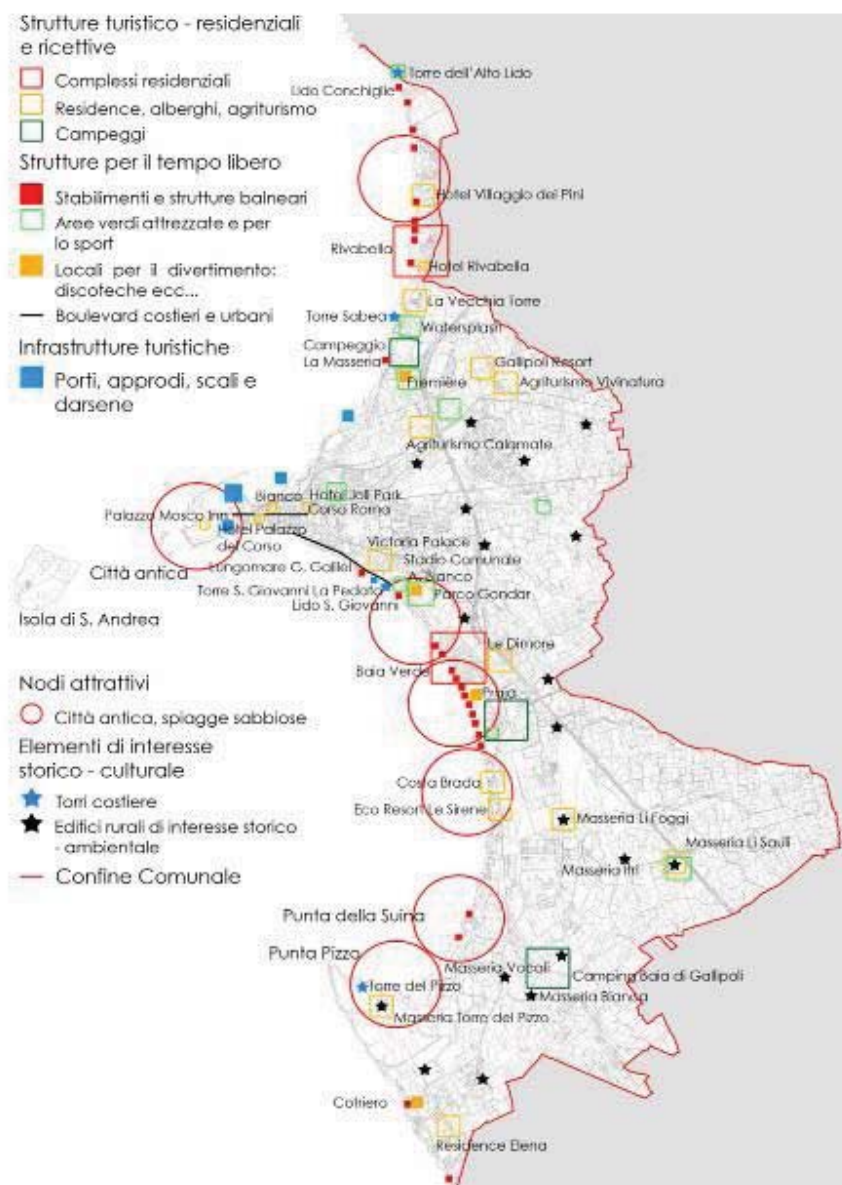 Strutture turistico - residenziali
e ricettive
Complessi residenziali
Residence, alberghi, agriturismo
Campeggi
Strutture per il tempo libero
Stabilimenti e strutture balneari
Aree verdi attrezzate e per
lo sport
Locali per il divertimento:
discoteche ecc...
Boulevard costieri e urbani
Infrastrutture turistiche
Porti, approdi, scali e
darsene
Torre dell'Alto Lido
Lido Conchiglie
Hotel Villaggio dei Pini
Rivabella
Hotel Rivabella
La Vecchia Torre
Torre Sabea
Watersplash
Campeggio
La Masseria
Gallipoli Resort
Premiére
Agriturismo Vivinatura
Agriturismo Calamate
Bianco
Hotel Joli Park
Palazzo Mosco Inn
Corso Roma
Hotel Palazzo
del Corso
Victoria Palace
Città antica
Lungomare G. Galilei
Stadio Comunale
A. Bianco
Torre S. Giovanni La Pedata
Parco Gondar
Lido S. Giovanni
Isola di S. Andrea
Le Dimore
Baia Verde
Praja
Nodi attrattivi
Città antica, spiagge sabbiose
Elementi di interesse
storico - culturale
Torri costiere
Edifici rurali di interesse storico
- ambientale
Confine Comunale
Costa Brada
Eco Resort Le Sirene
Masseria Li Foggi
Masseria Li Sauli
Masseria Itri
Punta della Suina
Punta Pizzo
Masseria Vocali
Camping Baia di Gallipoli
Torre del Pizzo
Masseria Bianca
Masseria Torre del Pizzo
Cotriero
Residence Elena